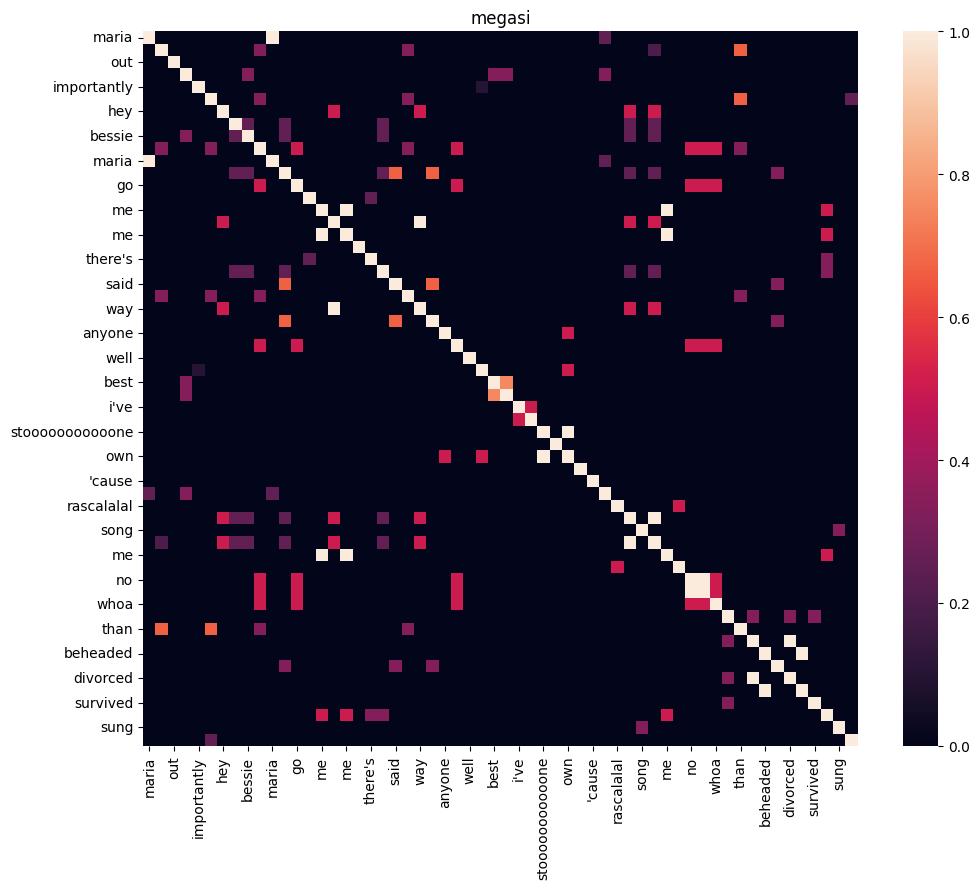 megasi
maria
out
importantly
hey
bessie
maria
go
me
me
there's
said
way
anyone
well
best
i've
stoooooooooooone
own
'cause
rascalalal
song
me
no
whoa
than
beheaded
divorced
survived
sung
1.0
0.8
0.6
0.4
0.2
0.0
maria
out
importantly
hey
bessie
maria
go
me
me
there's
said
way
anyone
well
best
i've
stoooooooooooone
own
'cause
rascalalal
song
me
no
whoa
than
beheaded
divorced
survived
sung